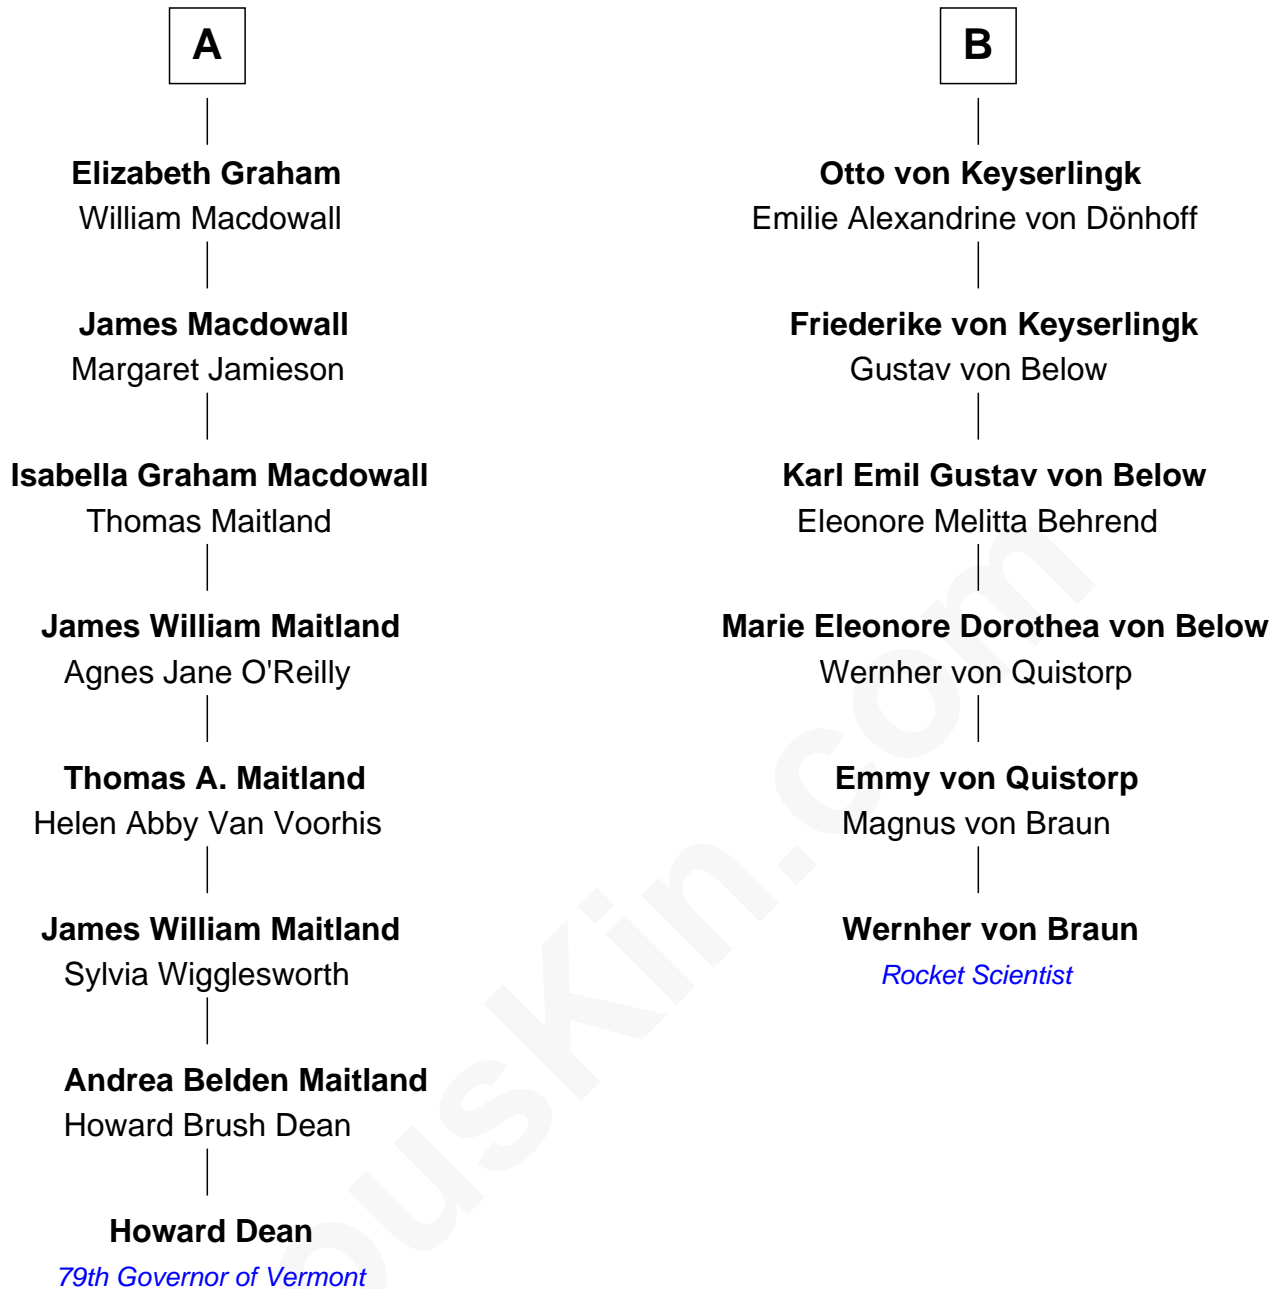 A
Elizabeth Graham
William Macdowall
James Macdowall
Margaret Jamieson
Isabella Graham Macdowall
Thomas Maitland
James William Maitland
Agnes Jane O'Reilly
Thomas A. Maitland
Helen Abby Van Voorhis
James William Maitland
Sylvia Wigglesworth
Andrea Belden Maitland
Howard Brush Dean
Howard Dean
79th Governor of Vermont
B
Otto von Keyserlingk
Emilie Alexandrine von Dönhoff
Friederike von Keyserlingk
Gustav von Below
Karl Emil Gustav von Below
Eleonore Melitta Behrend
Marie Eleonore Dorothea von Below
Wernher von Quistorp
Emmy von Quistorp
Magnus von Braun
Wernher von Braun
Rocket Scientist
ousKin.com